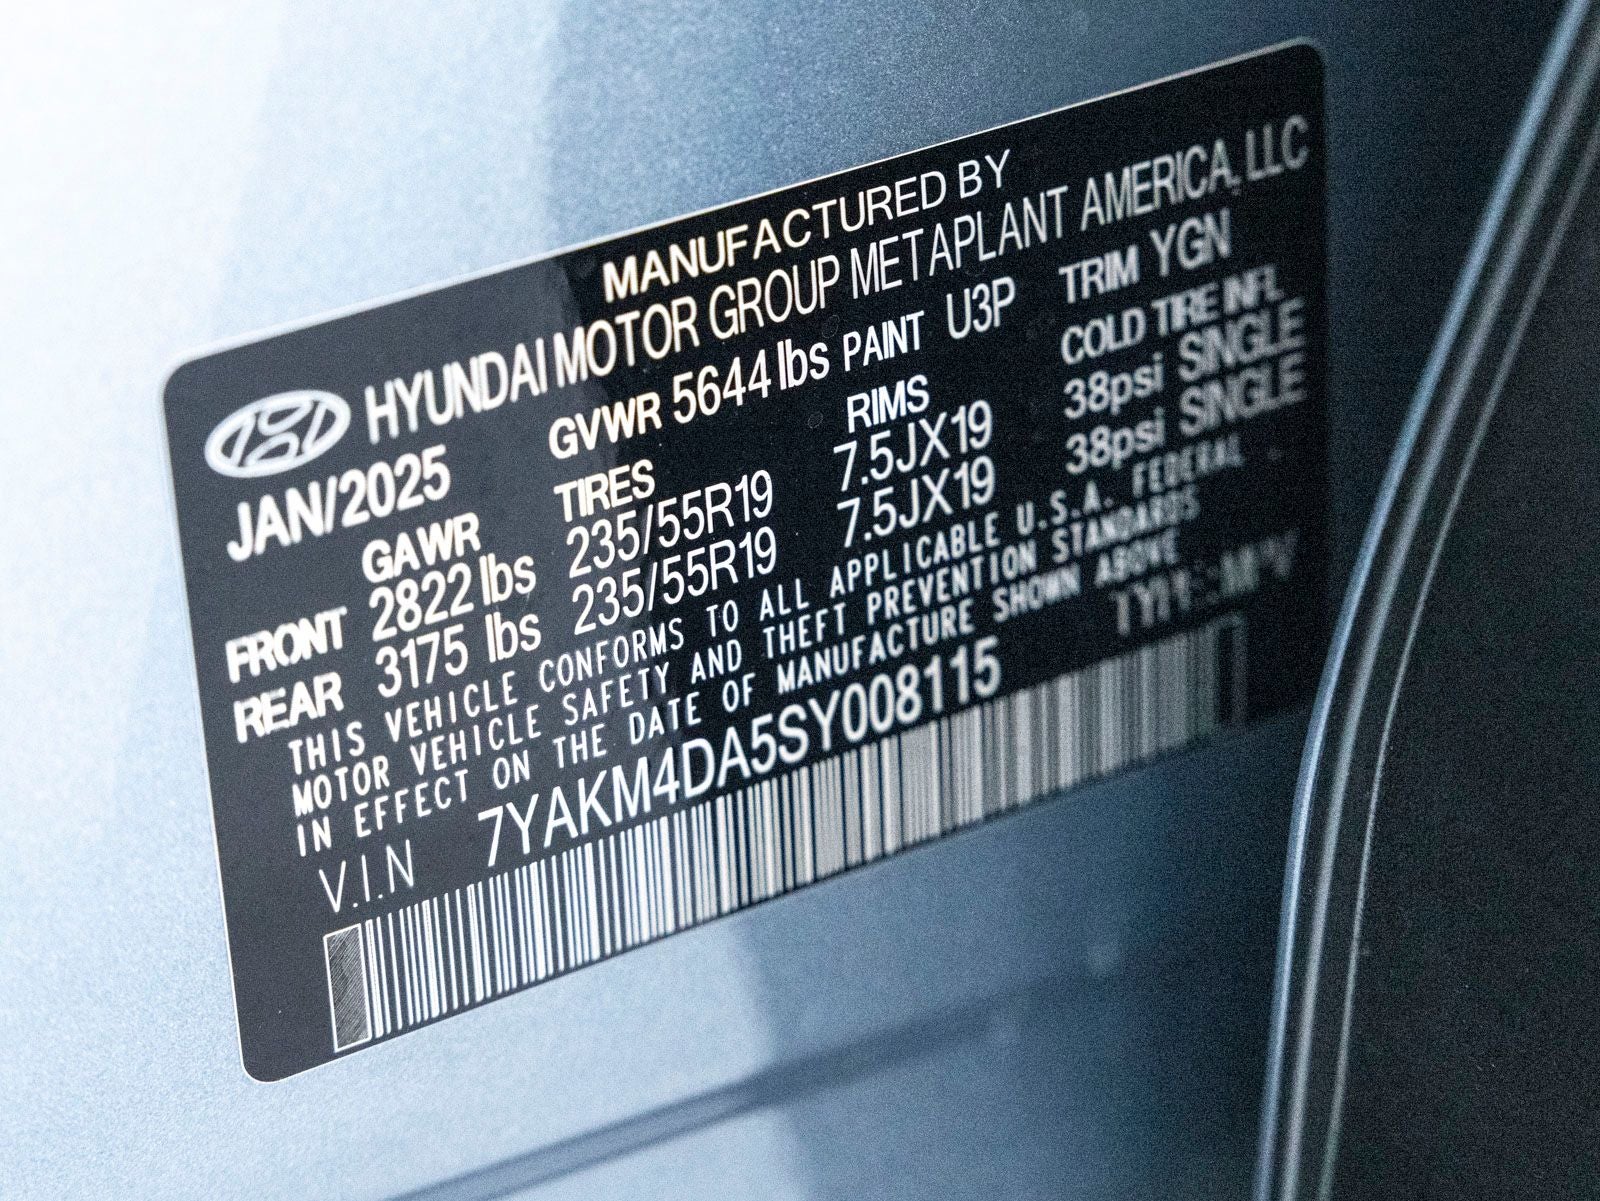 MANUFACTURED BY
HYUNDAI MOTOR GROUP METAPLANT AMERICA, LLC
JAN/2025 GVWR 5644 lbs PAINT U3P TRIM YGN
GAWR TIRES RIMS COLD TIRE INFL
FRONT 2822 lbs 235/55R19 7.5JX19 38psi SINGLE
REAR 3175 lbs 235/55R19 7.5JX19 38psi SINGLE
THIS VEHICLE CONFORMS TO ALL APPLICABLE U.S.A. FEDERAL
MOTOR VEHICLE SAFETY AND THEFT PREVENTION STANDARDS
IN EFFECT ON THE DATE OF MANUFACTURE SHOWN ABOVE
V.I.N 7YAKM4DA5SY008115